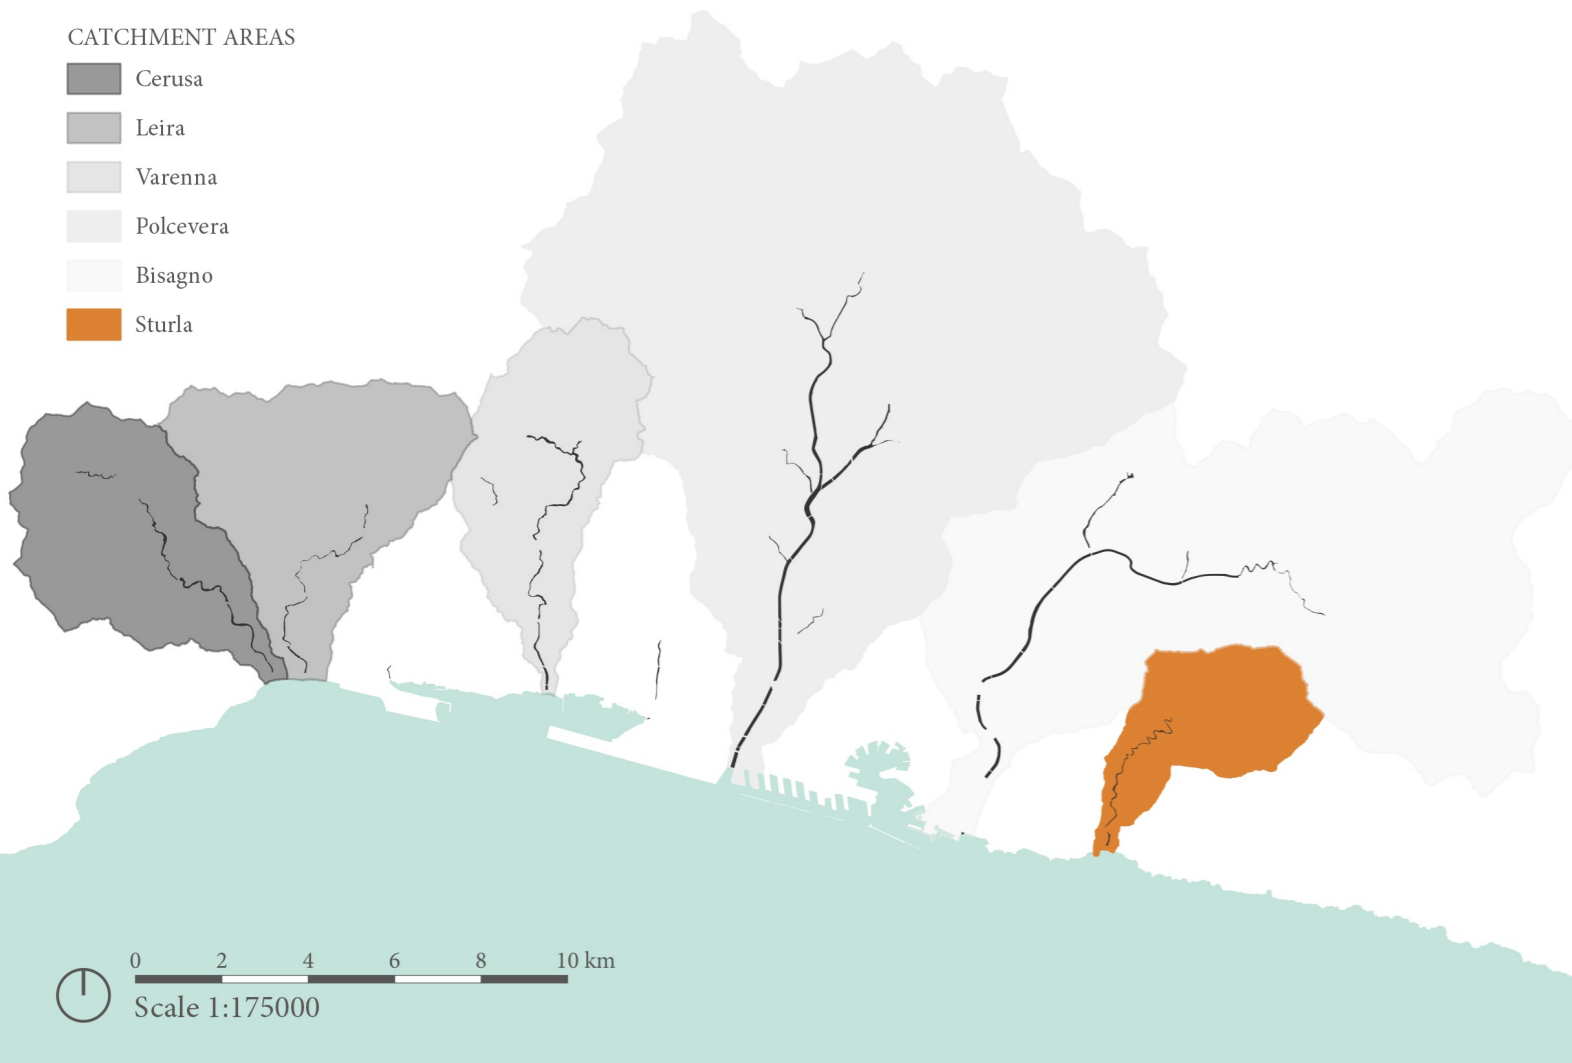 CATCHMENT AREAS
Cerusa
Leira
Varenna
Polcevera
Bisagno
Sturla
0 2 4 6 8 10 km
Scale 1:175000